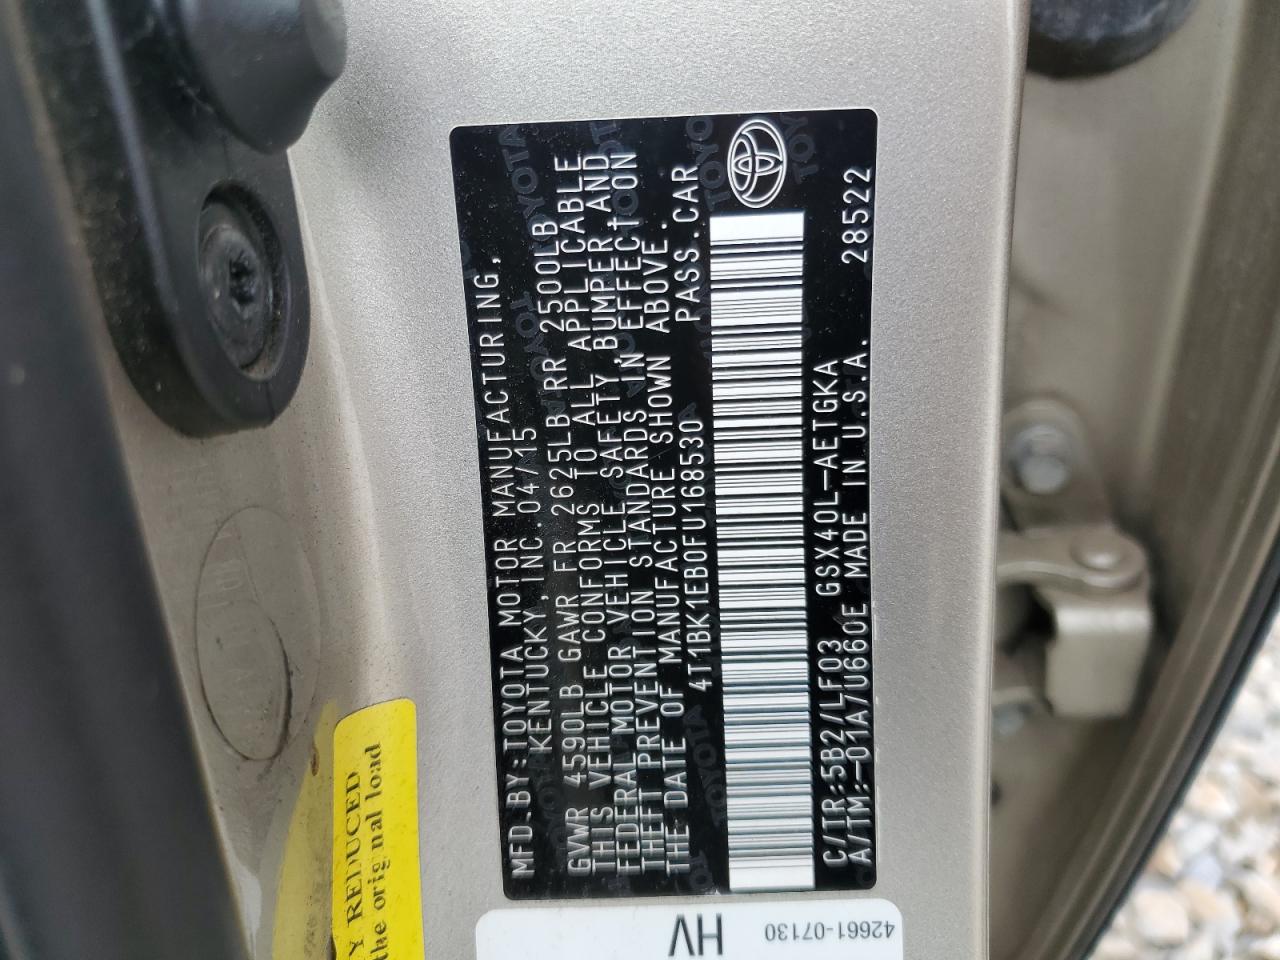 MFD.BY:TOYOTA MOTOR MANUFACTURING,
KENTUCKY,INC.04/15
GVWR 4590LB GAWR FR 2625LB RR 2500LB
THIS VEHICLE CONFORMS TO ALL APPLICABLE
FEDERAL MOTOR VEHICLE SAFETY,BUMPER AND
THEFT PREVENTION STANDARDS IN EFFECT ON
THE DATE OF MANUFACTURE SHOWN ABOVE.
4T1BK1EB0FU168530 PASS.CAR
C/TR:5B2/LF03 GSX40L-AETGKA
A/TM:-01A/U660E MADE IN U.S.A. 28522
REDUCED
the original load
HV
42661-07130